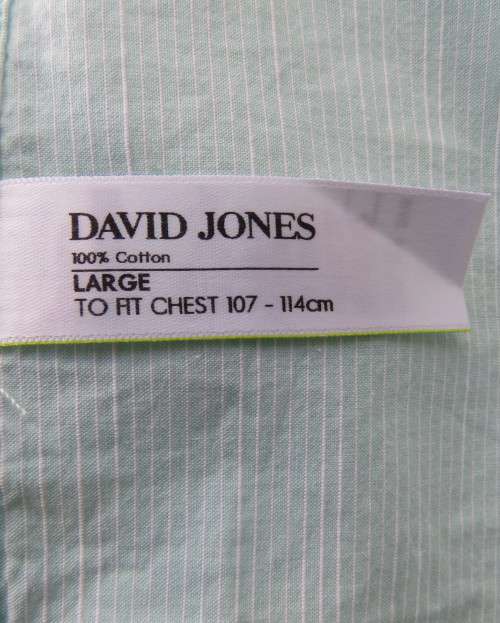 DAVID JONES
100% Cotton
LARGE
TO FIT CHEST 107 - 114cm